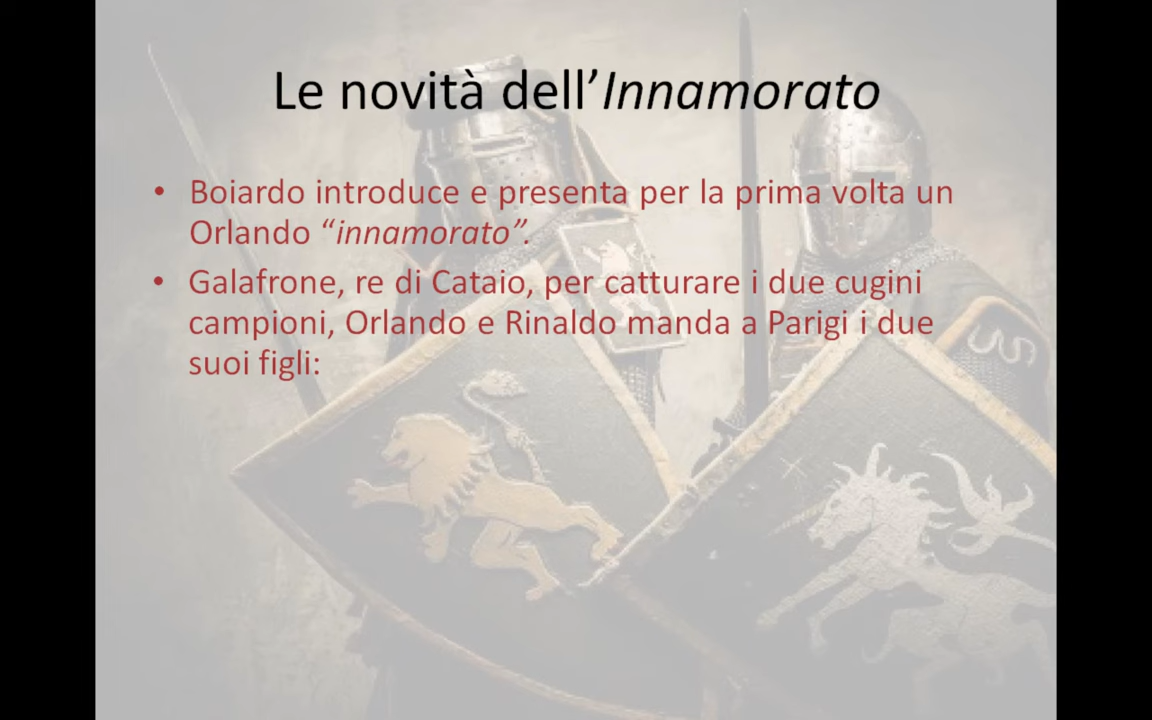 Le novità dell’Innamorato
• Boiardo introduce e presenta per la prima volta un
Orlando “innamorato”.
• Galafrone, re di Cataio, per catturare i due cugini
campioni, Orlando e Rinaldo manda a Parigi i due
suoi figli: